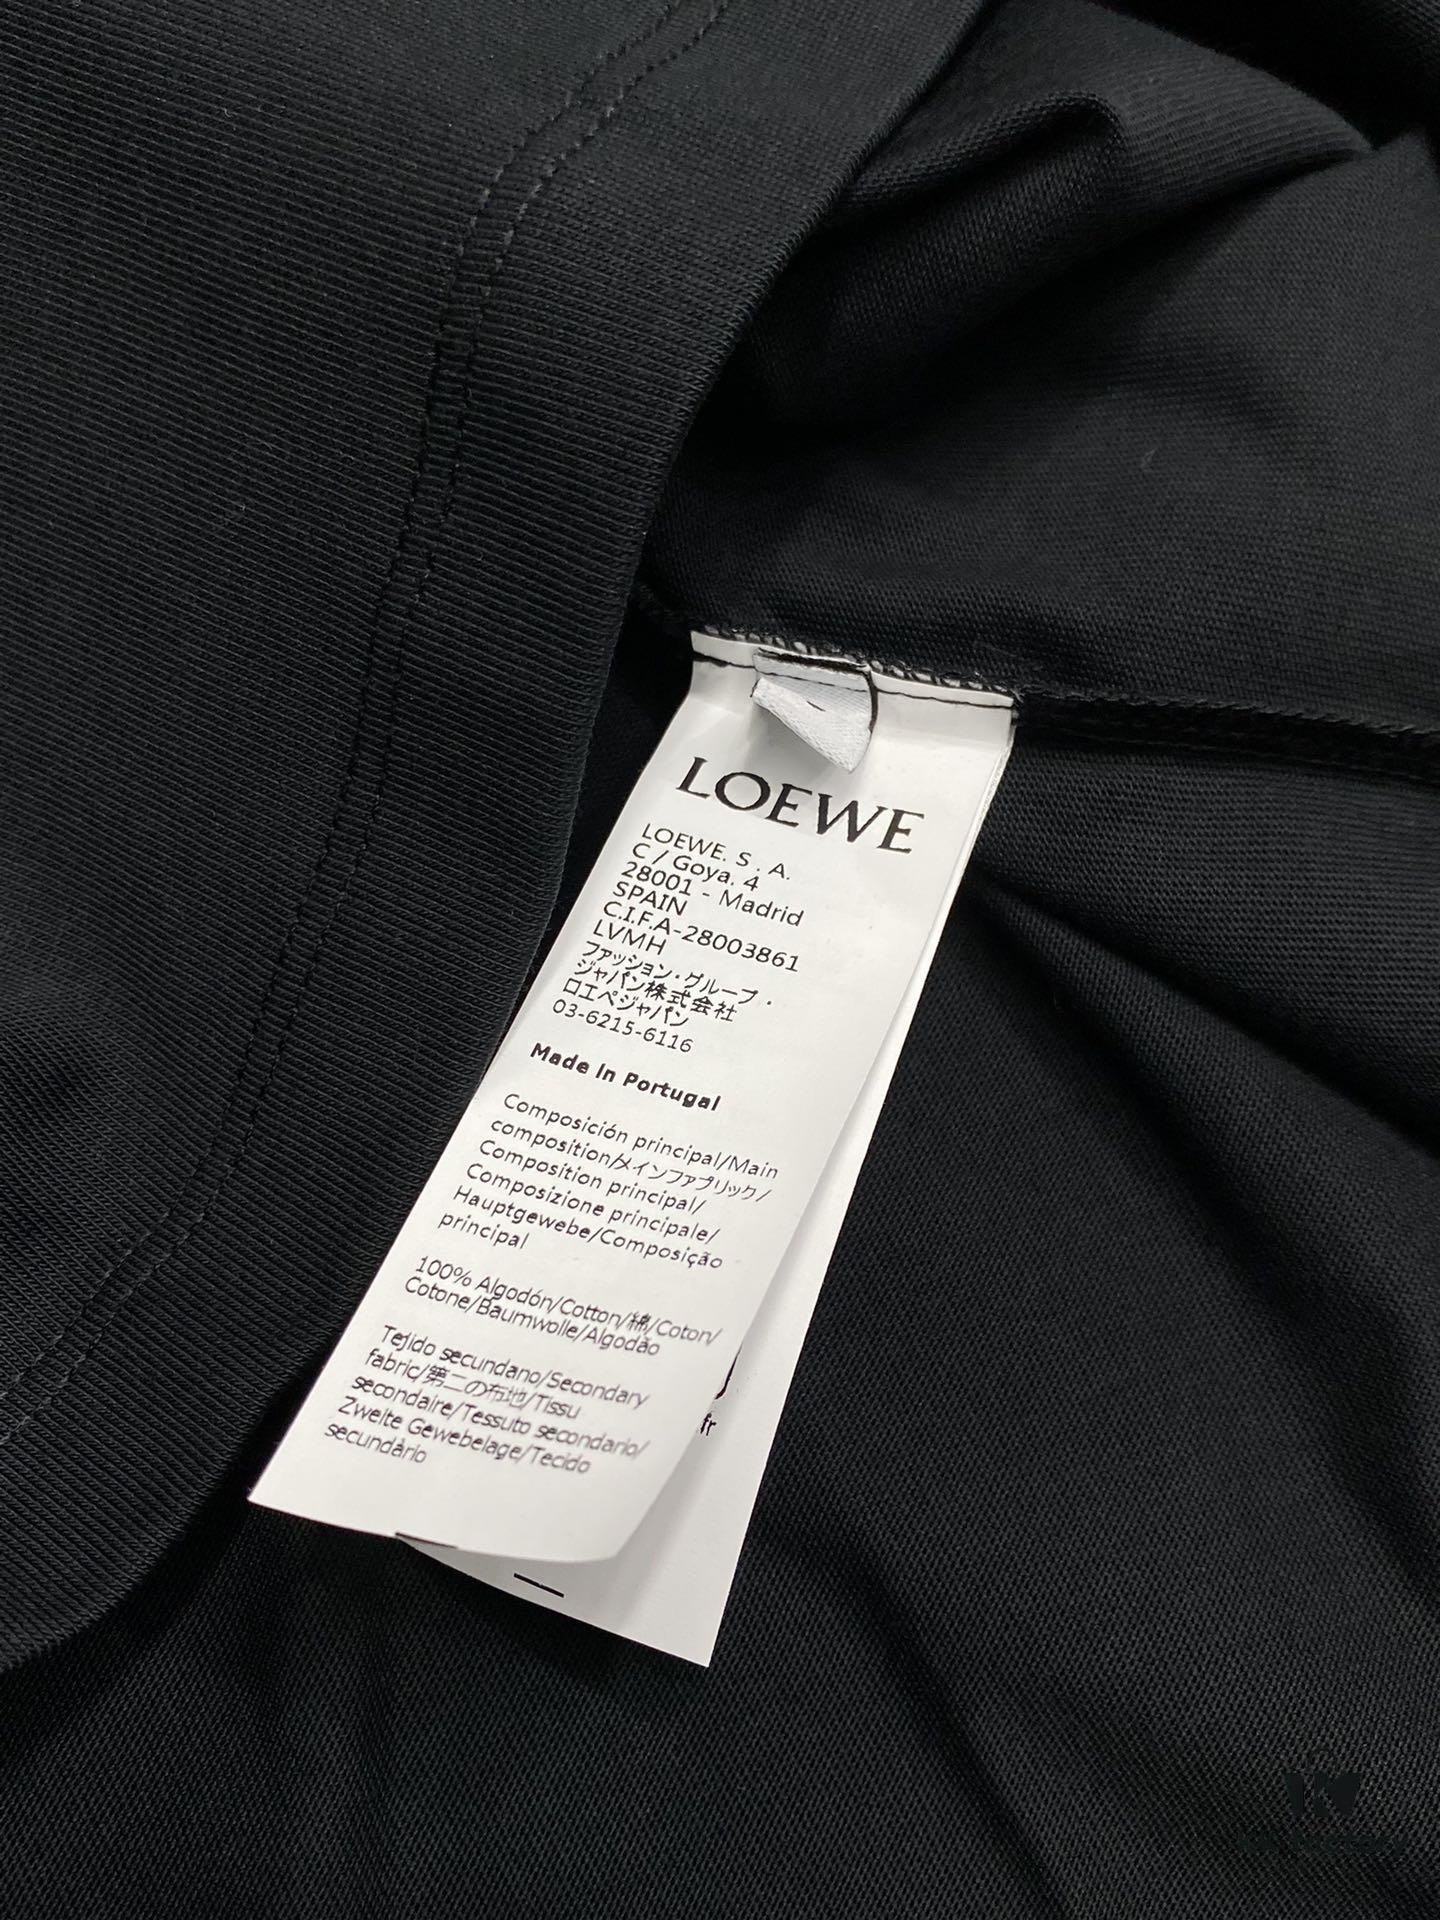 LOEWE
LOEWE. S . A.
C / Goya. 4
28001 - Madrid
SPAIN
C.I.F.A-28003861
LVMH
ファッション・グループ・
ジャパン株式会社
ロエベジャパン
03-6215-6116
Made in Portugal
Composición principal/Main
composition/メインファブリック/
Composition principal/
Composizione principale/
Hauptgewebe/Composição
principal
100% Algodón/Cotton/綿/Coton/
Cotone/Baumwolle/Algodão
Tejido secundano/Secondary
fabric/第二の布地/Tissu
secondaire/Tessuto secondario/
Zweite Gewebelage/Tecido
secundàrio
fr